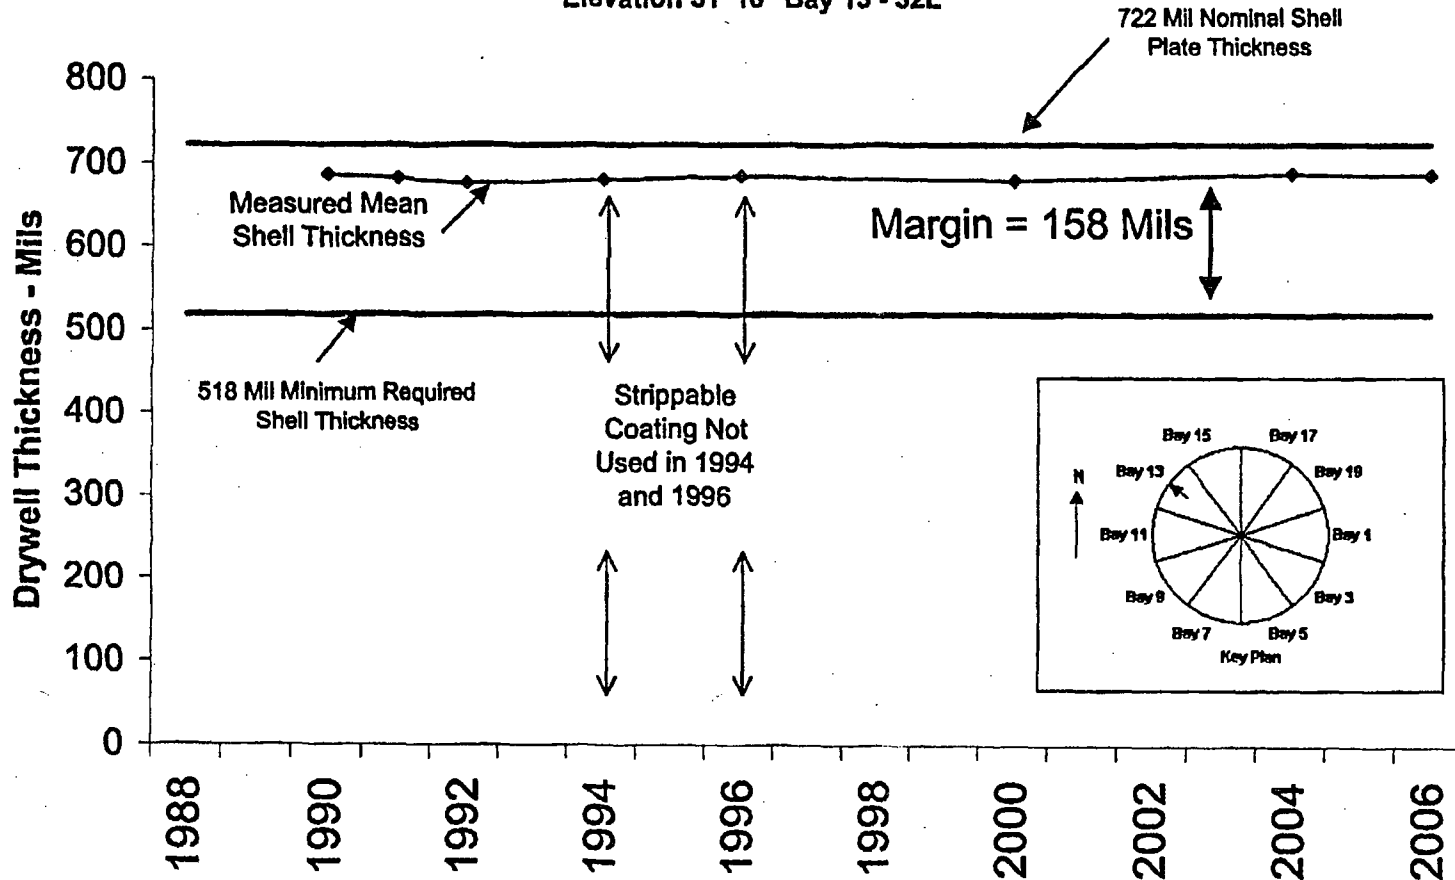 722 Mil Nominal Shell
Plate Thickness
800
700
600
500
400
300
200
100
0
Drywell Thickness - Mils
Measured Mean
Shell Thickness
Margin = 158 Mils
518 Mil Minimum Required
Shell Thickness
Strippable
Coating Not
Used in 1994
and 1996
Bay 15
Bay 17
Bay 13
Bay 19
N
Bay 11
Bay 1
Bay 9
Bay 3
Bay 7
Bay 5
Key Plan
1988
1990
1992
1994
1996
1998
2000
2002
2004
2006